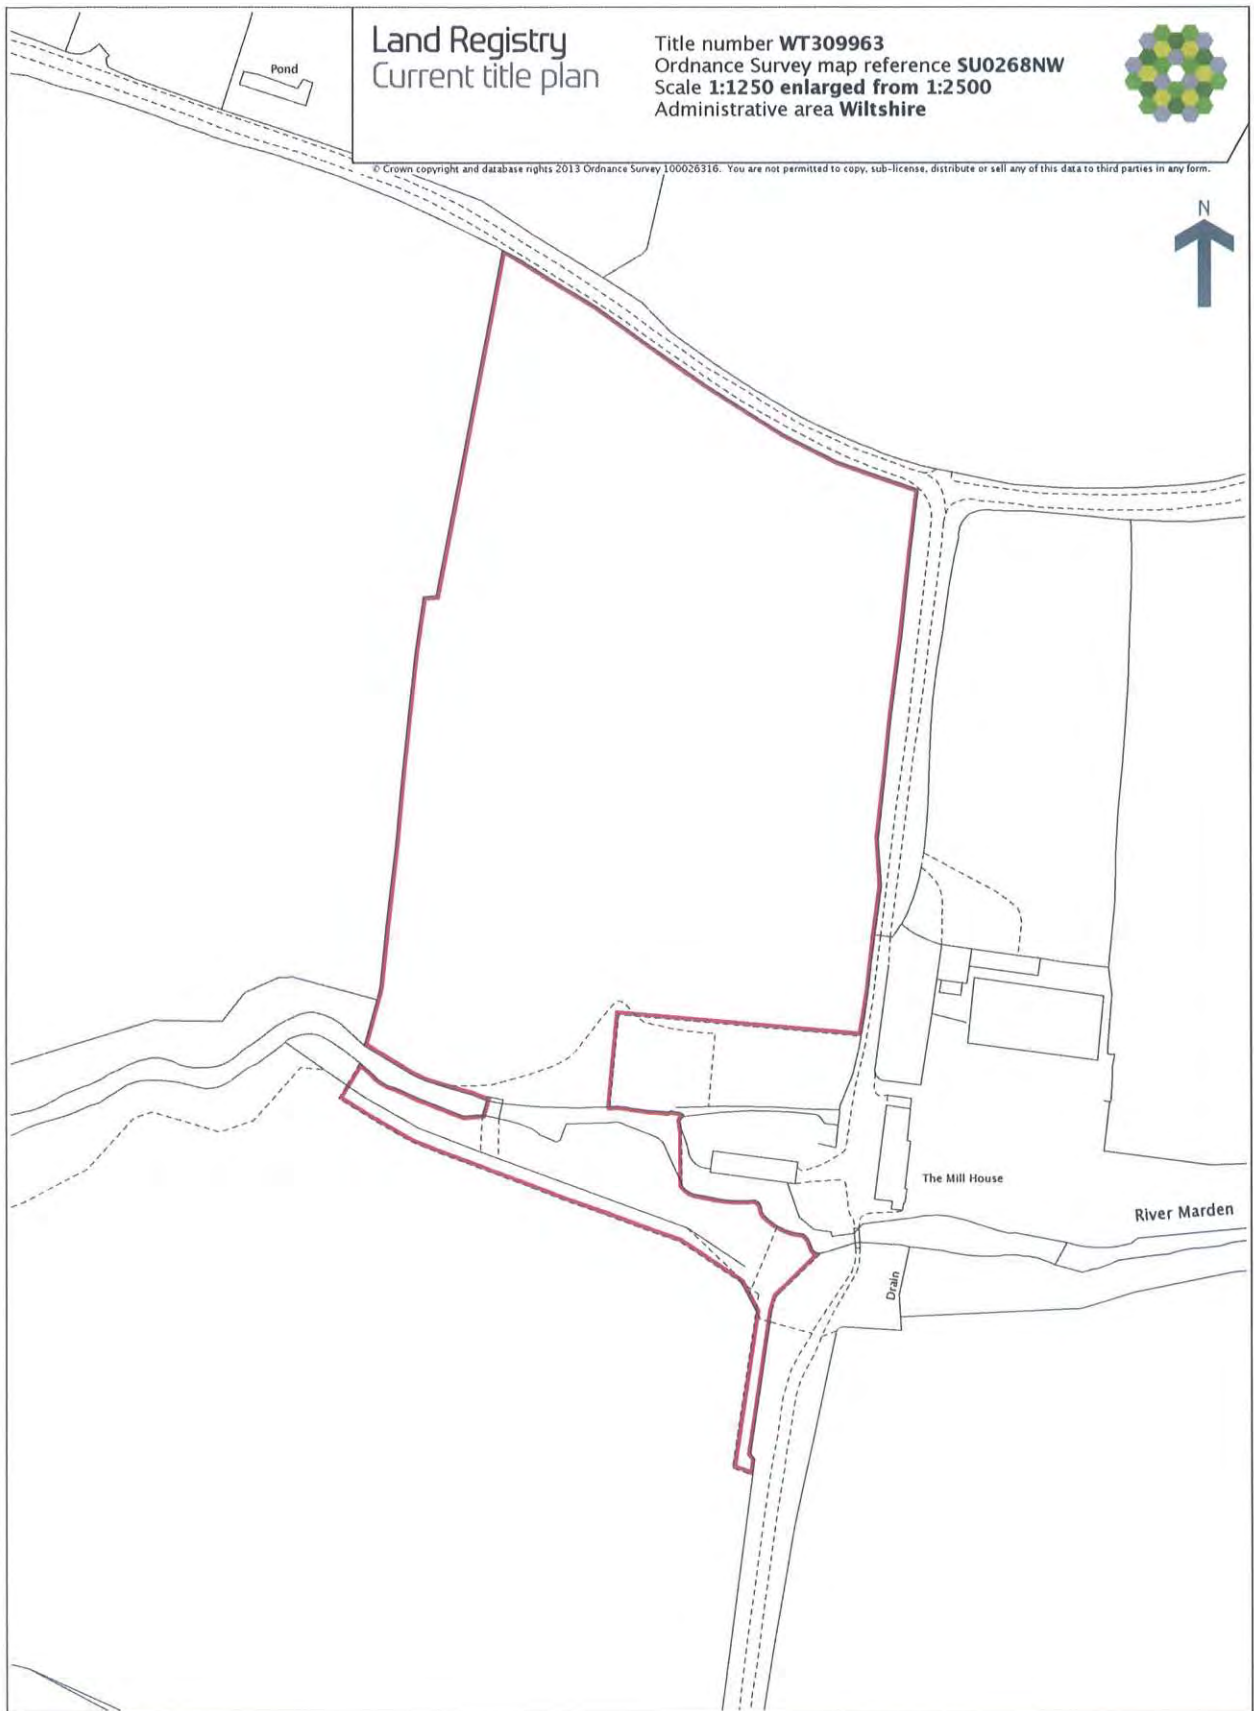 Land Registry
Current title plan
Title number WT309963
Ordnance Survey map reference SU0268NW
Scale 1:1250 enlarged from 1:2500
Administrative area Wiltshire
© Crown copyright and database rights 2013 Ordnance Survey 100026316. You are not permitted to copy, sub-license, distribute or sell any of this data to third parties in any form.
Pond
N
The Mill House
River Marden
Drain